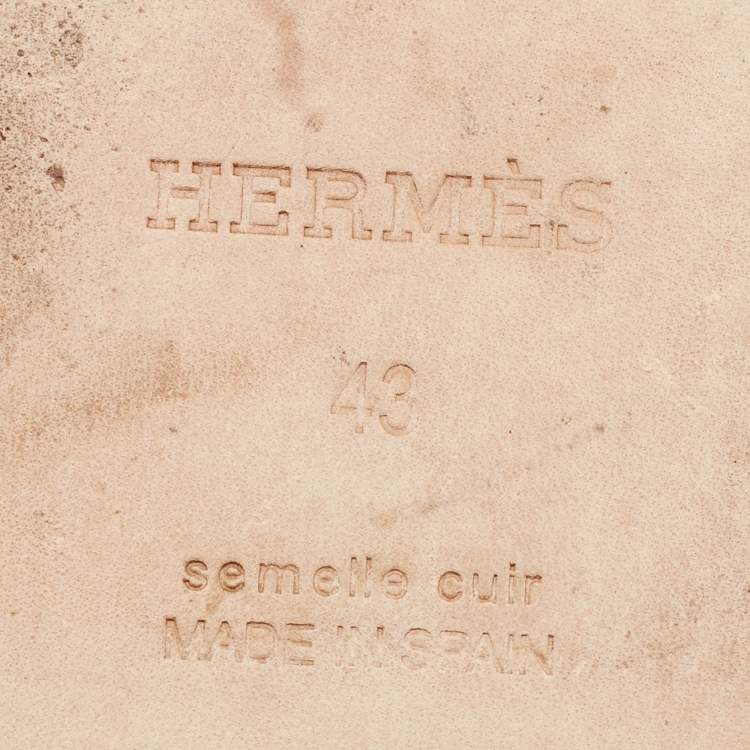 HERMÈS
43
semelle cuir
MADE IN SPAIN